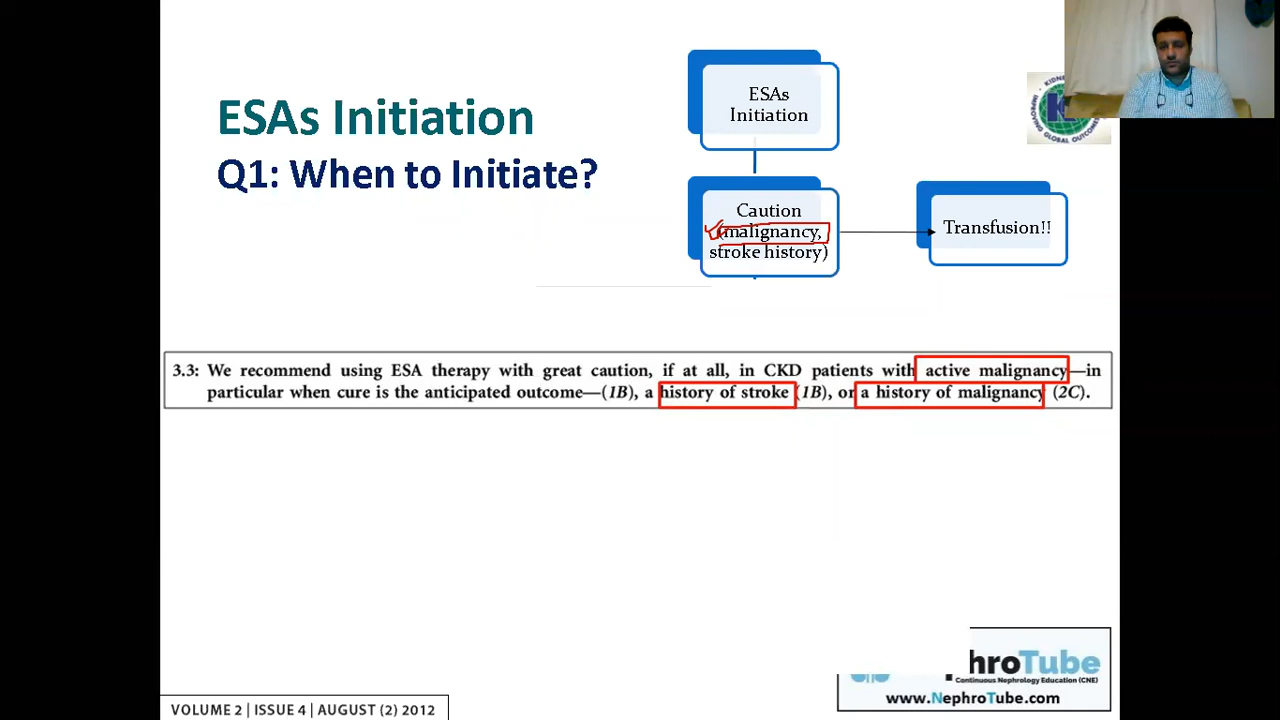 ESAs Initiation
Q1: When to Initiate?
ESAs
Initiation
Caution
(malignancy,
stroke history)
Transfusion!!
GLOBAL OUTCOMES
3.3: We recommend using ESA therapy with great caution, if at all, in CKD patients with active malignancy—in
particular when cure is the anticipated outcome—(1B), a history of stroke (1B), or a history of malignancy (2C).
hroTube
Continuous Nephrology Education (CNE)
www.NephroTube.com
VOLUME 2 | ISSUE 4 | AUGUST (2) 2012